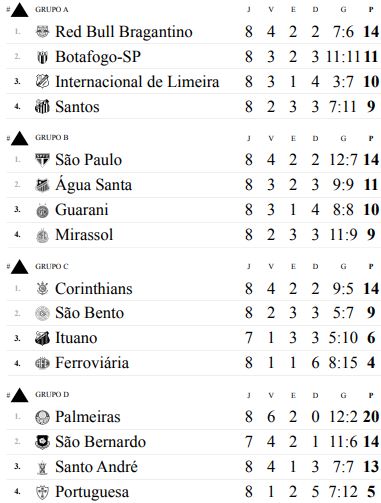 # GRUPO A J V E D G P
1. Red Bull Bragantino 8 4 2 2 7:6 14
2. Botafogo-SP 8 3 2 3 11:11 11
3. Internacional de Limeira 8 3 1 4 3:7 10
4. Santos 8 2 3 3 7:11 9
# GRUPO B J V E D G P
1. São Paulo 8 4 2 2 12:7 14
2. Água Santa 8 3 2 3 9:9 11
3. Guarani 8 3 1 4 8:8 10
4. Mirassol 8 2 3 3 11:9 9
# GRUPO C J V E D G P
1. Corinthians 8 4 2 2 9:5 14
2. São Bento 8 2 3 3 5:7 9
3. Ituano 7 1 3 3 5:10 6
4. Ferroviária 8 1 1 6 8:15 4
# GRUPO D J V E D G P
1. Palmeiras 8 6 2 0 12:2 20
2. São Bernardo 7 4 2 1 11:6 14
3. Santo André 8 4 1 3 7:7 13
4. Portuguesa 8 1 2 5 7:12 5